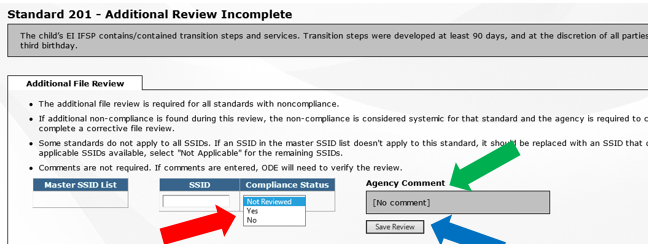 Standard 201 - Additional Review Incomplete
The child's EI IFSP contains/contained transition steps and services. Transition steps were developed at least 90 days, and at the discretion of all parties
third birthday.
Additional File Review
• The additional file review is required for all standards with noncompliance.
• If additional non-compliance is found during this review, the non-compliance is considered systemic for that standard and the agency is required to
complete a corrective file review.
• Some standards do not apply to all SSIDs. If an SSID in the master SSID list doesn't apply to this standard, it should be replaced with an SSID that
applicable SSIDs available, select "Not Applicable" for the remaining SSIDs.
• Comments are not required. If comments are entered, ODE will need to verify the review.
Master SSID List SSID Compliance Status Agency Comment
Not Reviewed
Yes
No
[No comment]
Save Review